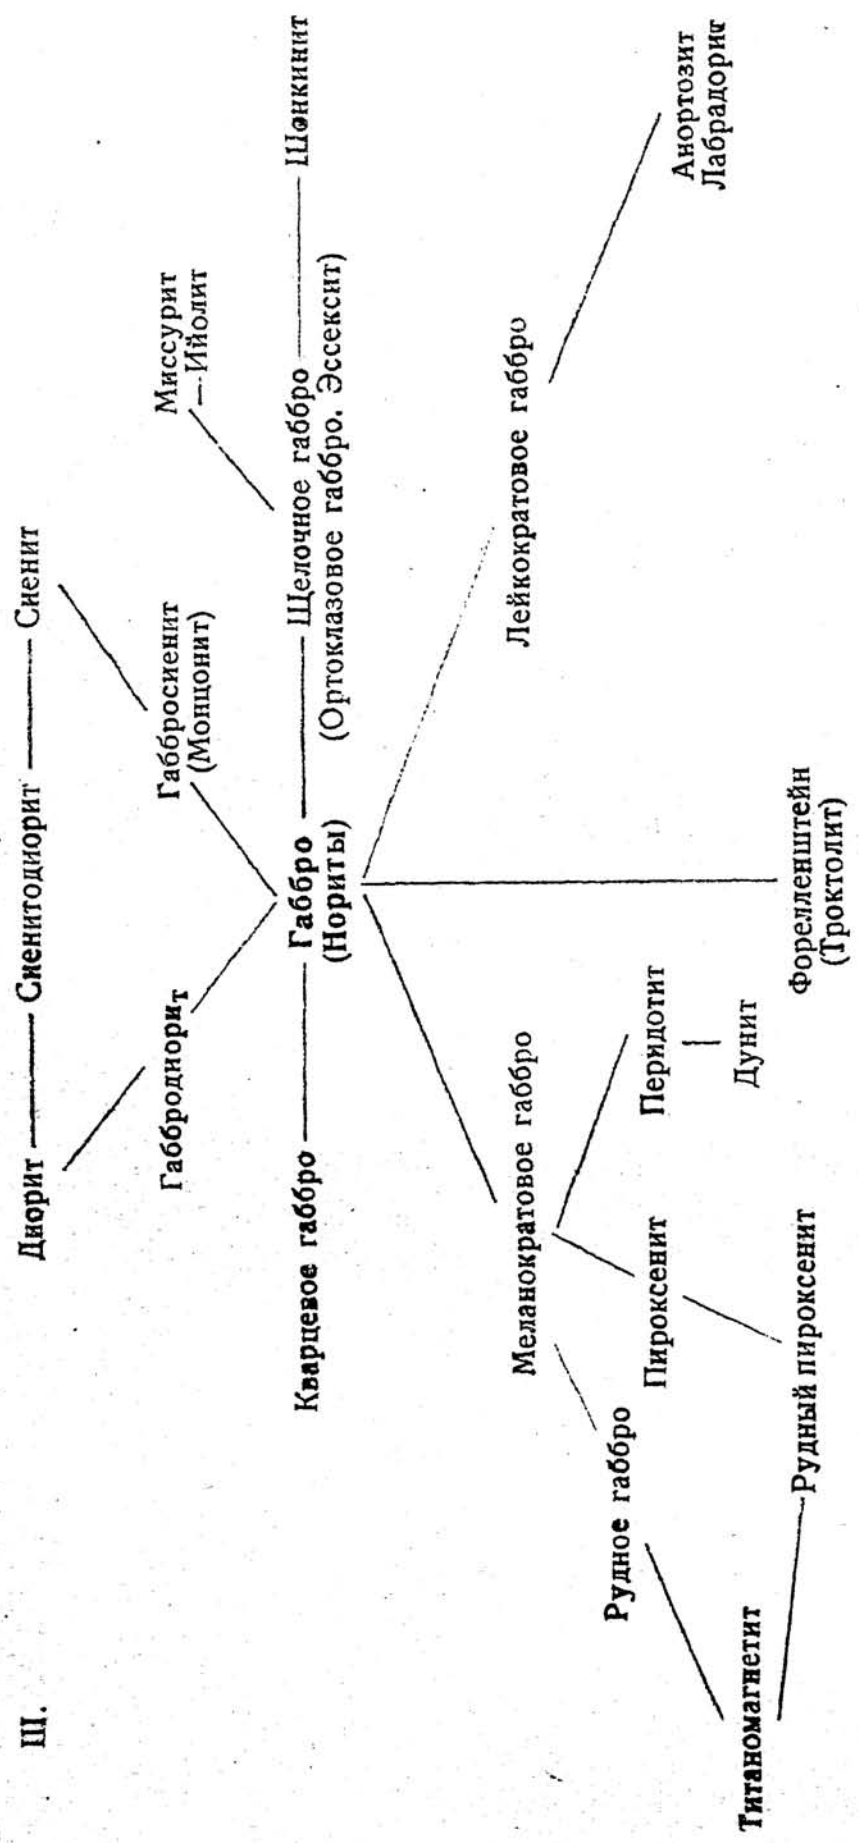 III.
Диорит — Сиенитодиорит — Сиенит
Габбродиорит
Габбросиенит
(Монцонит)
Миссурит
— Ийолит
Кварцевое габбро — Габбро — Щелочное габбро — Шонкинит
(Нориты)
(Ортоклазовое габбро. Эссексит)
Меланократовое габбро
Лейкократовое габбро
Рудное габбро
Пироксенит
Перидотит
Дунит
Анортозит
Лабрадорит
Титаномагнетит
Рудный пироксенит
Форелленштейн
(Троктолит)